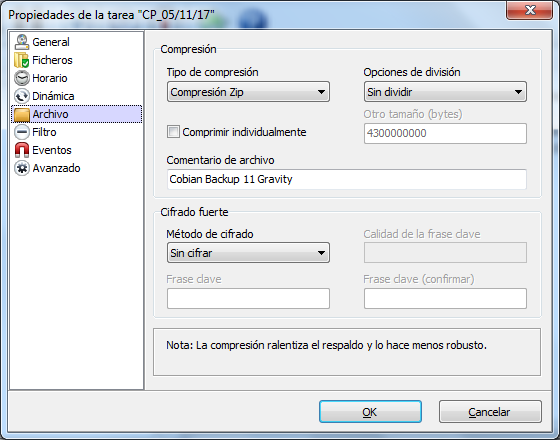 Propiedades de la tarea "CP_05/11/17"
General
Ficheros
Horario
Dinámica
Archivo
Filtro
Eventos
Avanzado
Compresión
Tipo de compresión
Opciones de división
Compresión Zip
Sin dividir
Otro tamaño (bytes)
Comprimir individualmente
4300000000
Comentario de archivo
Cobian Backup 11 Gravity
Cifrado fuerte
Método de cifrado
Calidad de la frase clave
Sin cifrar
Frase clave
Frase clave (confirmar)
Nota: La compresión ralentiza el respaldo y lo hace menos robusto.
OK
Cancelar